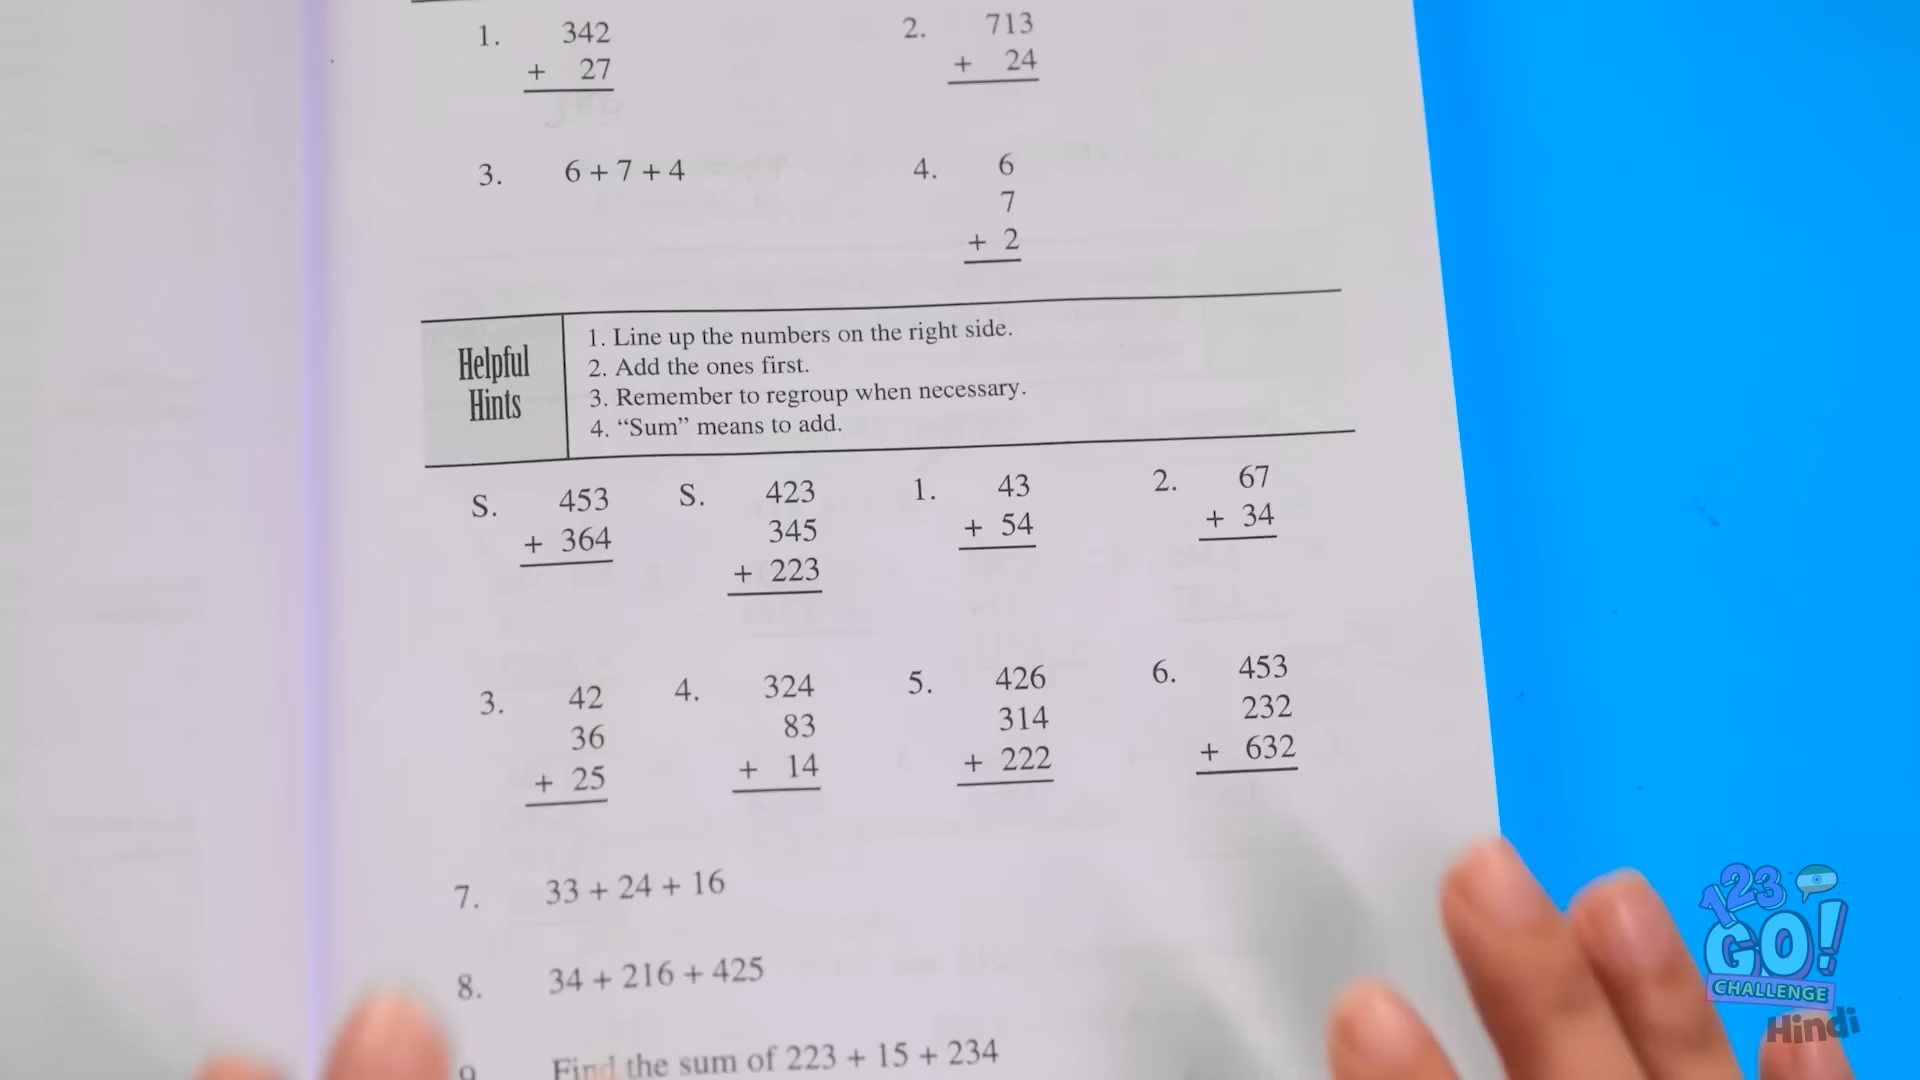 1. 342
+ 27
2. 713
+ 24
3. 6 + 7 + 4
4. 6
7
+ 2
Helpful
Hints
1. Line up the numbers on the right side.
2. Add the ones first.
3. Remember to regroup when necessary.
4. “Sum” means to add.
S. 453
+ 364
S. 423
345
+ 223
1. 43
+ 54
2. 67
+ 34
3. 42
36
+ 25
4. 324
83
+ 14
5. 426
314
+ 222
6. 453
232
+ 632
7. 33 + 24 + 16
8. 34 + 216 + 425
9 Find the sum of 223 + 15 + 234
123
GO!
CHALLENGE
Hindi